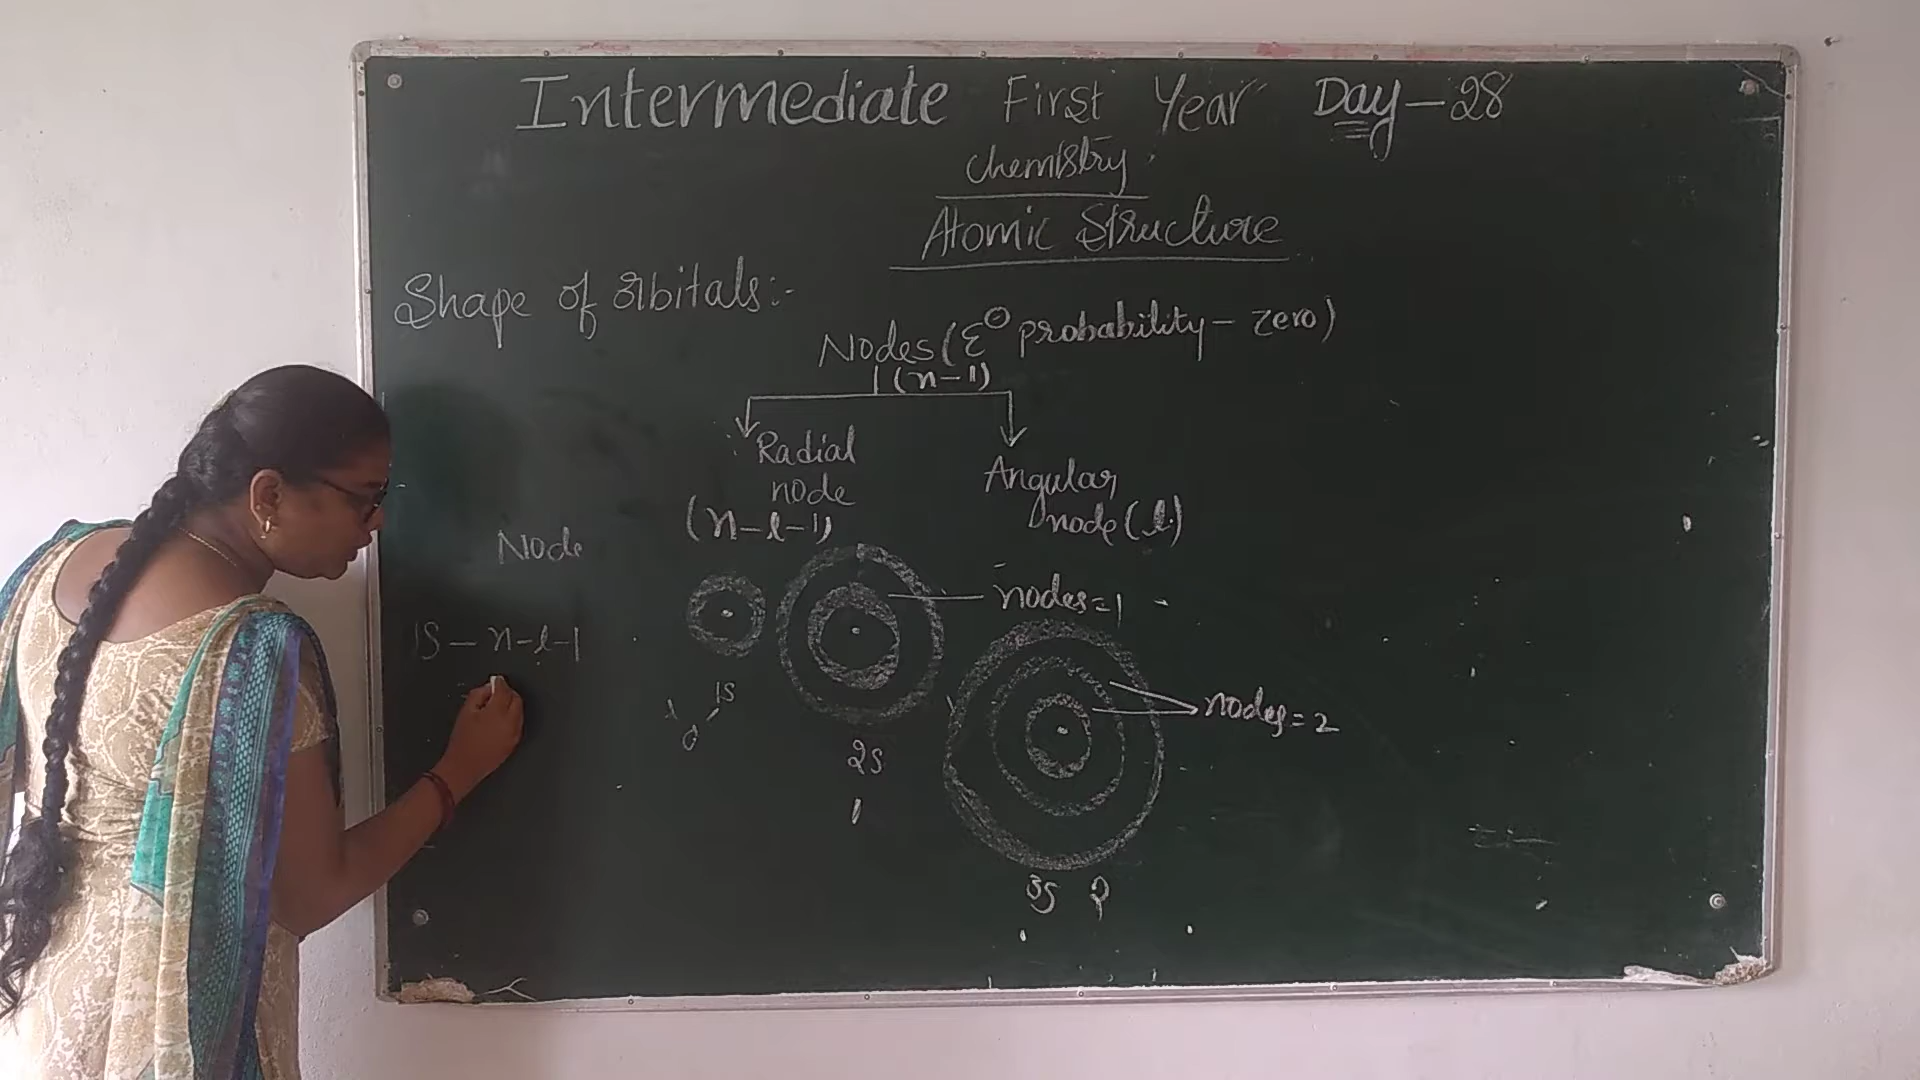 Intermediate First Year Day-28
Chemistry
Atomic Structure
Shape of orbitals:-
Nodes(e⊖ probability-zero)
(n-1)
Radial
node
(n-l-1)
Angular
node(l)
Node
nodes=1
1S - n-l-1
1S
0
nodes=2
2S
1
3S 2